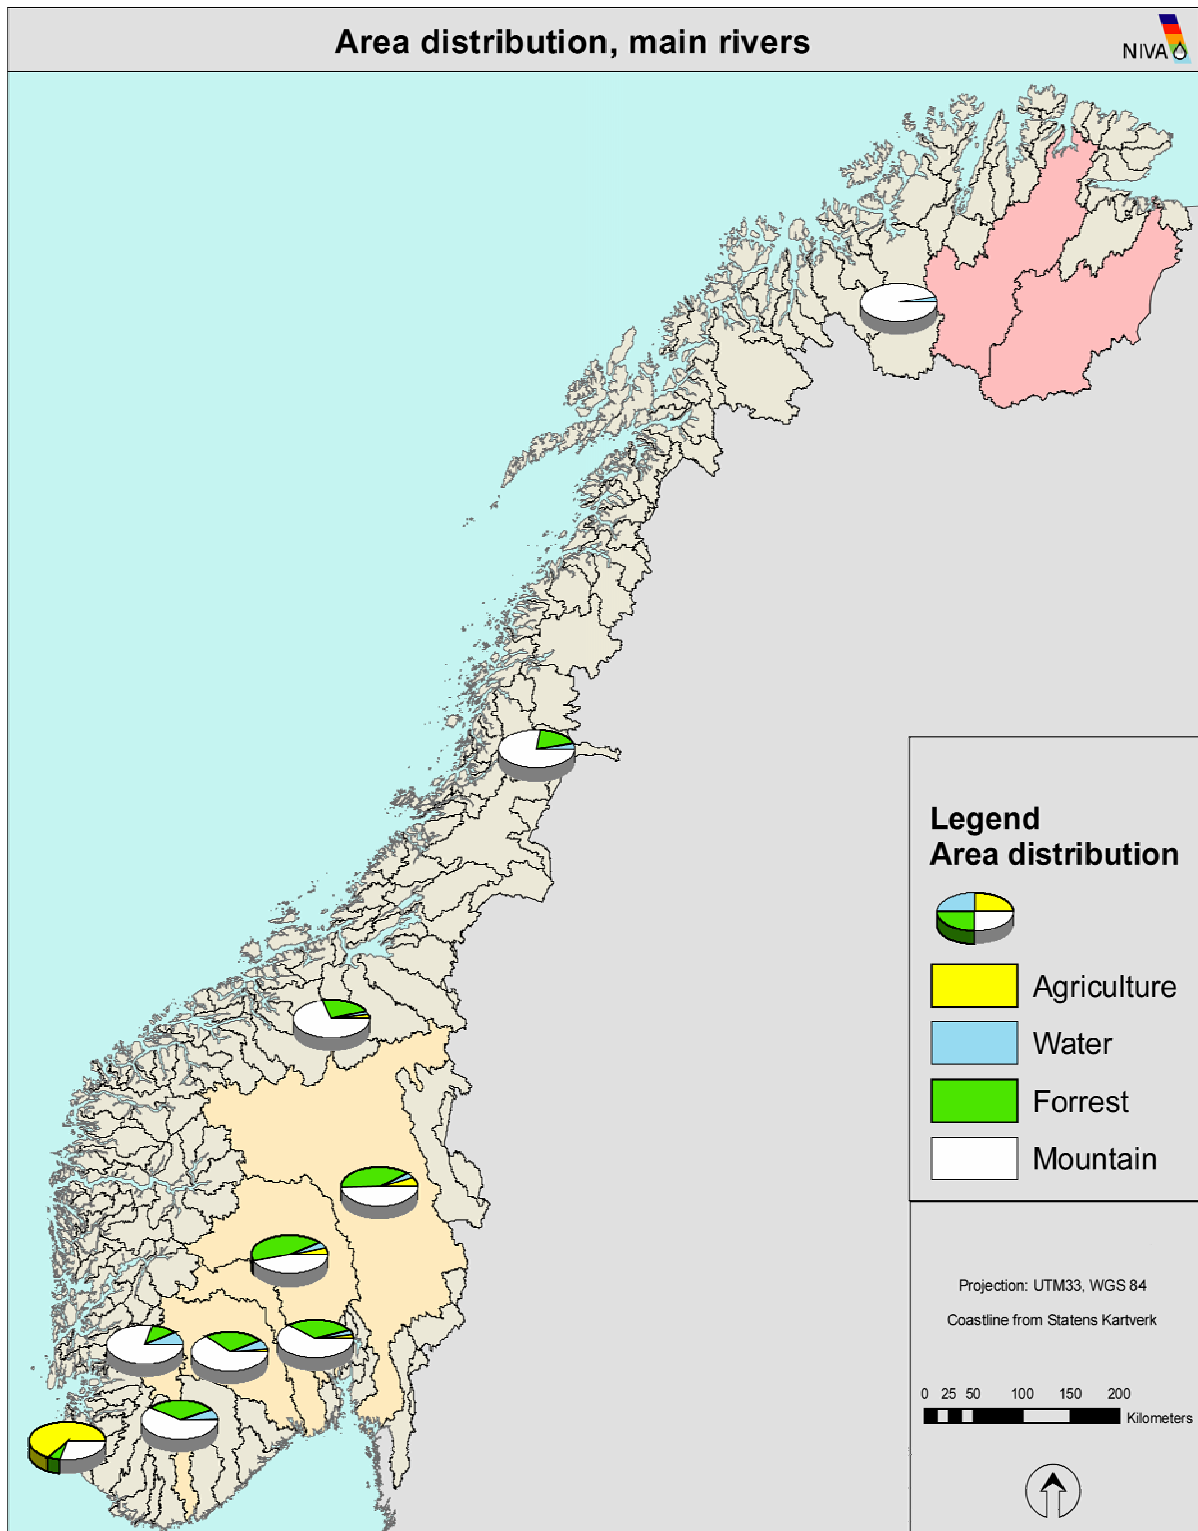 Area distribution, main rivers
NIVA
Legend
Area distribution
Agriculture
Water
Forrest
Mountain
Projection: UTM33, WGS 84
Coastline from Statens Kartverk
0 25 50 100 150 200
Kilometers